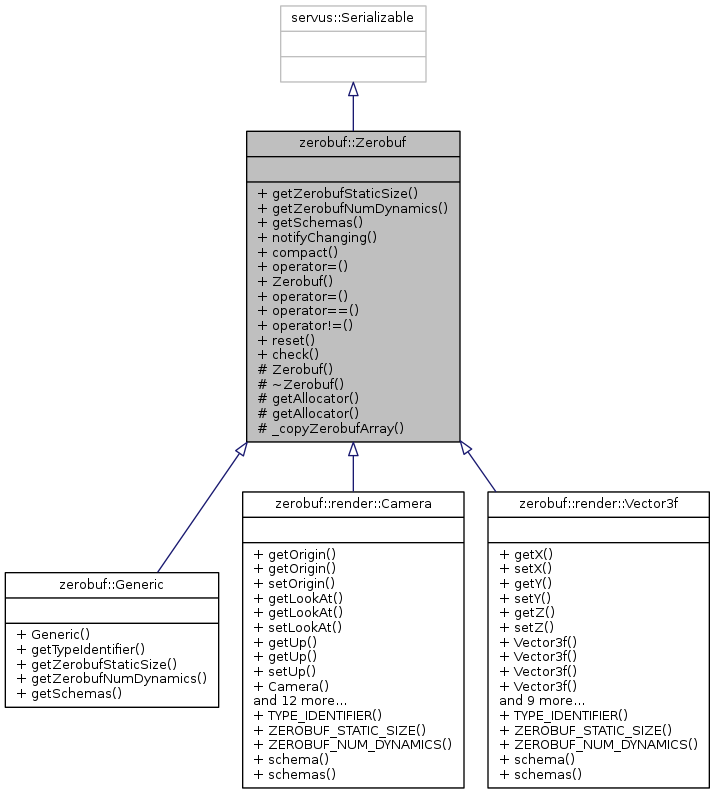 servus::Serializable
zerobuf::Zerobuf
+ getZerobufStaticSize()
+ getZerobufNumDynamics()
+ getSchemas()
+ notifyChanging()
+ compact()
+ operator=()
+ Zerobuf()
+ operator=()
+ operator==()
+ operator!=()
+ reset()
+ check()
# Zerobuf()
# ~Zerobuf()
# getAllocator()
# getAllocator()
# _copyZerobufArray()
zerobuf::Generic
+ Generic()
+ getTypeIdentifier()
+ getZerobufStaticSize()
+ getZerobufNumDynamics()
+ getSchemas()
zerobuf::render::Camera
+ getOrigin()
+ getOrigin()
+ setOrigin()
+ getLookAt()
+ getLookAt()
+ setLookAt()
+ getUp()
+ getUp()
+ setUp()
+ Camera()
and 12 more...
+ TYPE_IDENTIFIER()
+ ZEROBUF_STATIC_SIZE()
+ ZEROBUF_NUM_DYNAMICS()
+ schema()
+ schemas()
zerobuf::render::Vector3f
+ getX()
+ setX()
+ getY()
+ setY()
+ getZ()
+ setZ()
+ Vector3f()
+ Vector3f()
+ Vector3f()
+ Vector3f()
and 9 more...
+ TYPE_IDENTIFIER()
+ ZEROBUF_STATIC_SIZE()
+ ZEROBUF_NUM_DYNAMICS()
+ schema()
+ schemas()